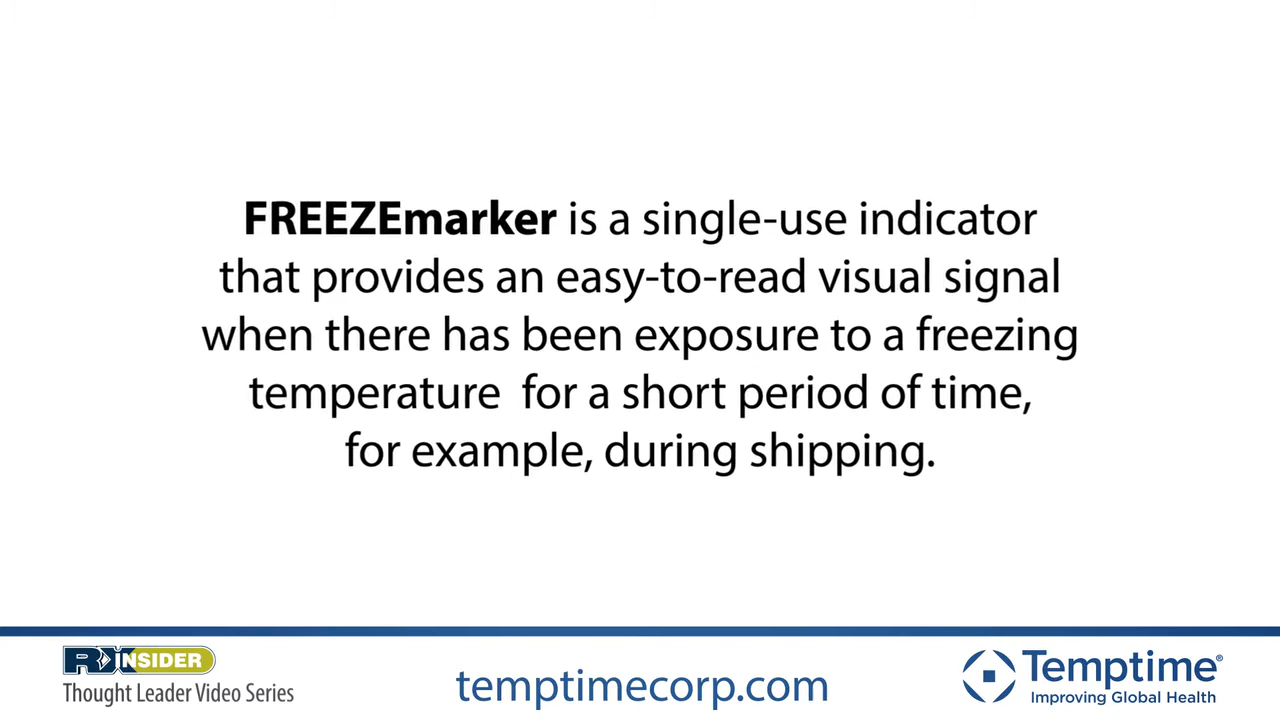 FREEZEmarker is a single-use indicator
that provides an easy-to-read visual signal
when there has been exposure to a freezing
temperature  for a short period of time,
for example, during shipping.
RXINSIDER
Thought Leader Video Series
temptimecorp.com
Temptime®
Improving Global Health